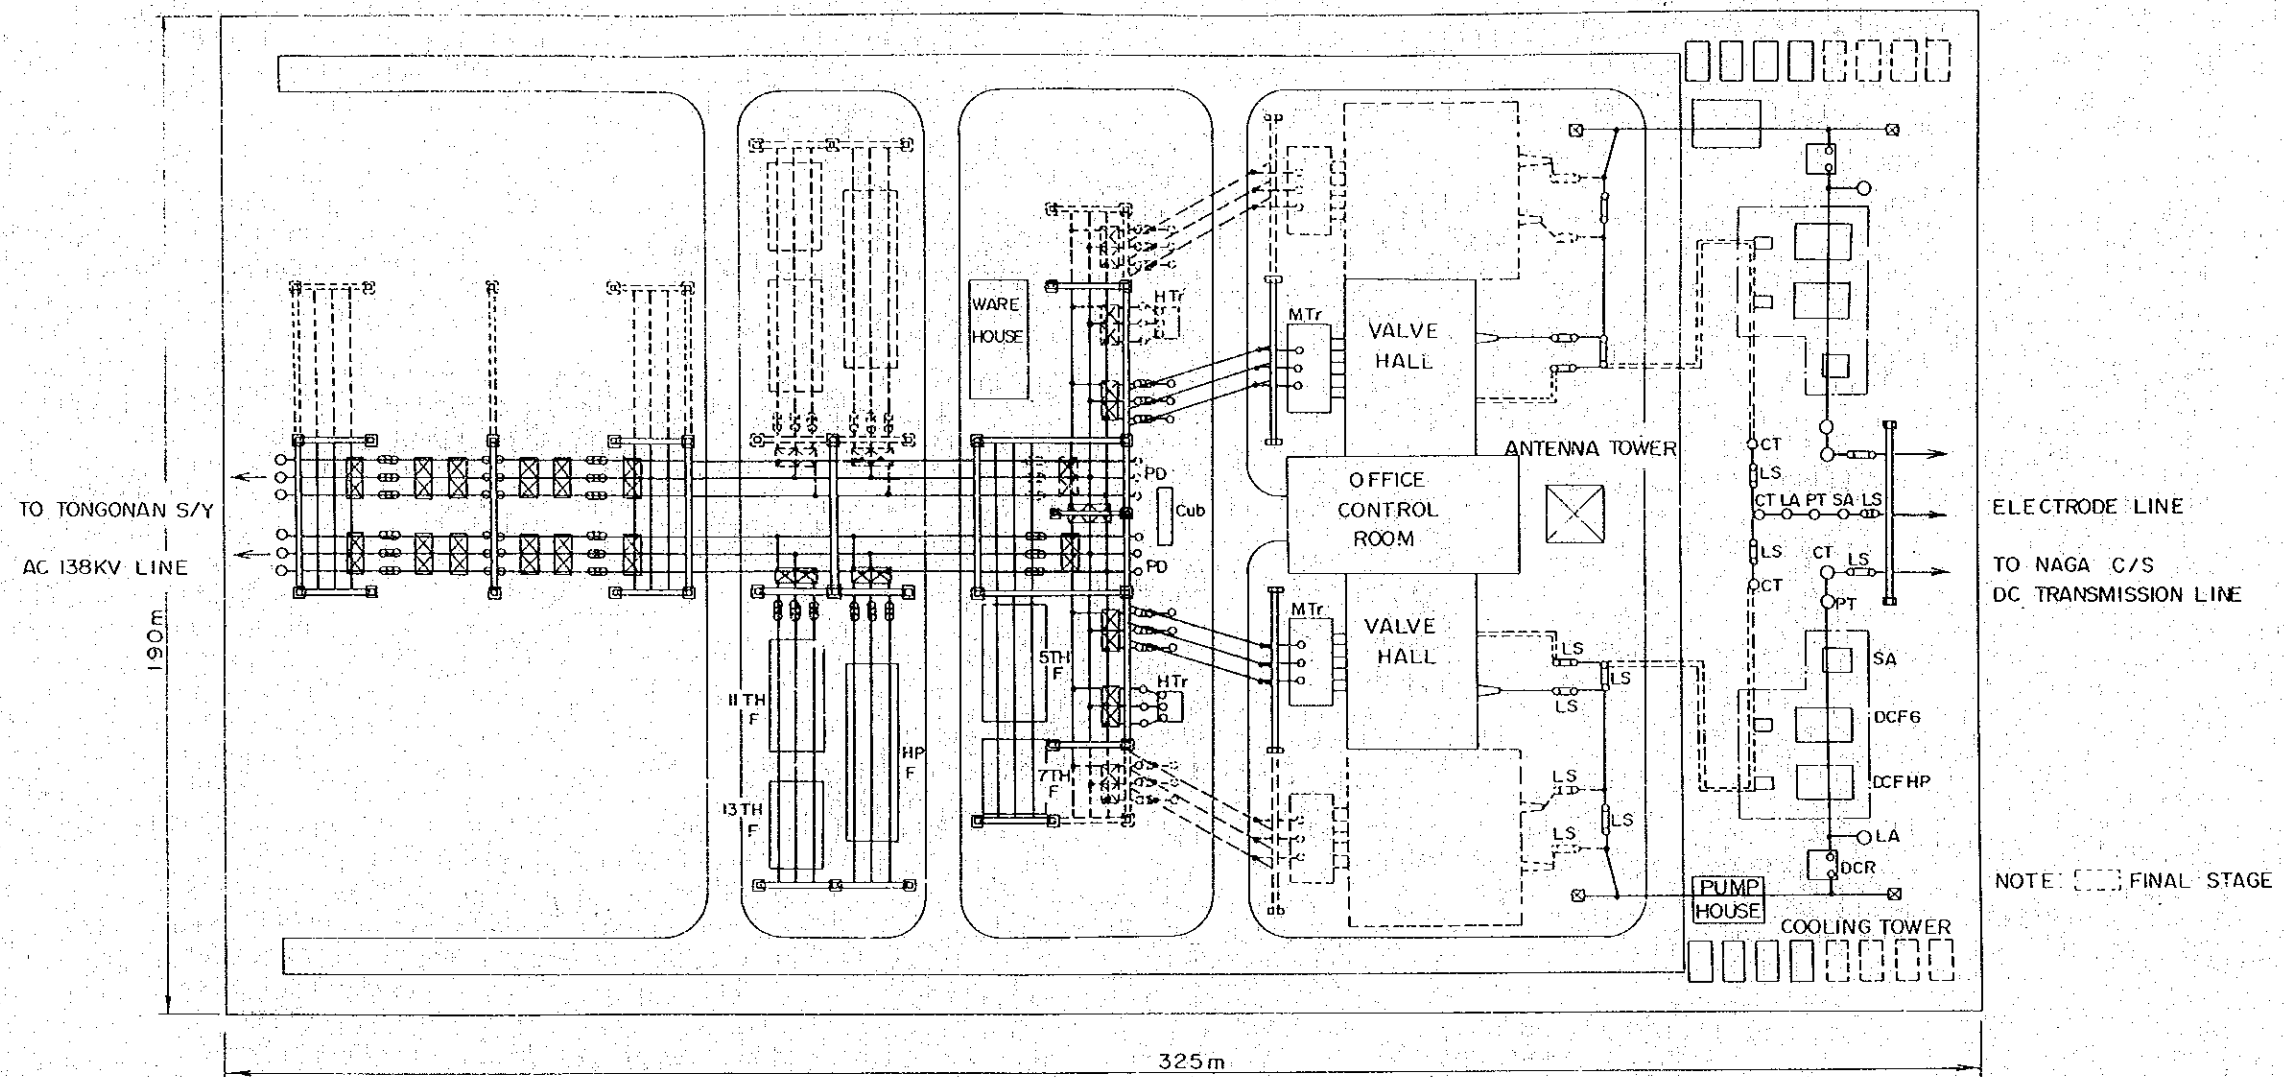 WARE
HOUSE
HTr
MTr
VALVE
HALL
ANTENNA TOWER
OFFICE
CONTROL
ROOM
PD
Cub
PD
TO TONGONAN S/Y
AC 138KV LINE
190m
CT
LS
CT LA PT SA LS
LS
CT
CT
LS
PT
ELECTRODE LINE
TO NAGA C/S
DC TRANSMISSION LINE
MTr
VALVE
HALL
5TH
F
HTr
7TH
F
11TH
F
HP
F
13TH
F
LS
LS
LS
LS
LS
LS
SA
DCF6
DCFHP
LA
DCR
PUMP
HOUSE
COOLING TOWER
NOTE: FINAL STAGE
325m